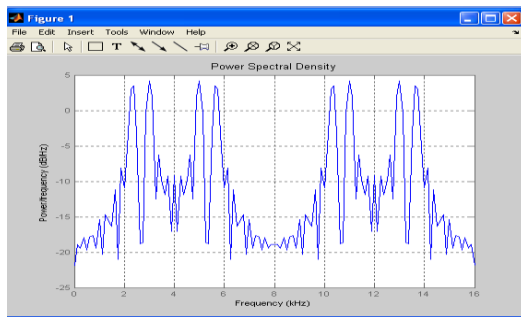 Figure 1
File Edit Insert Tools Window Help
T
Power Spectral Density
5
0
-5
-10
-15
-20
-25
Power/frequency (dB/Hz)
0 2 4 6 8 10 12 14 16
Frequency (kHz)